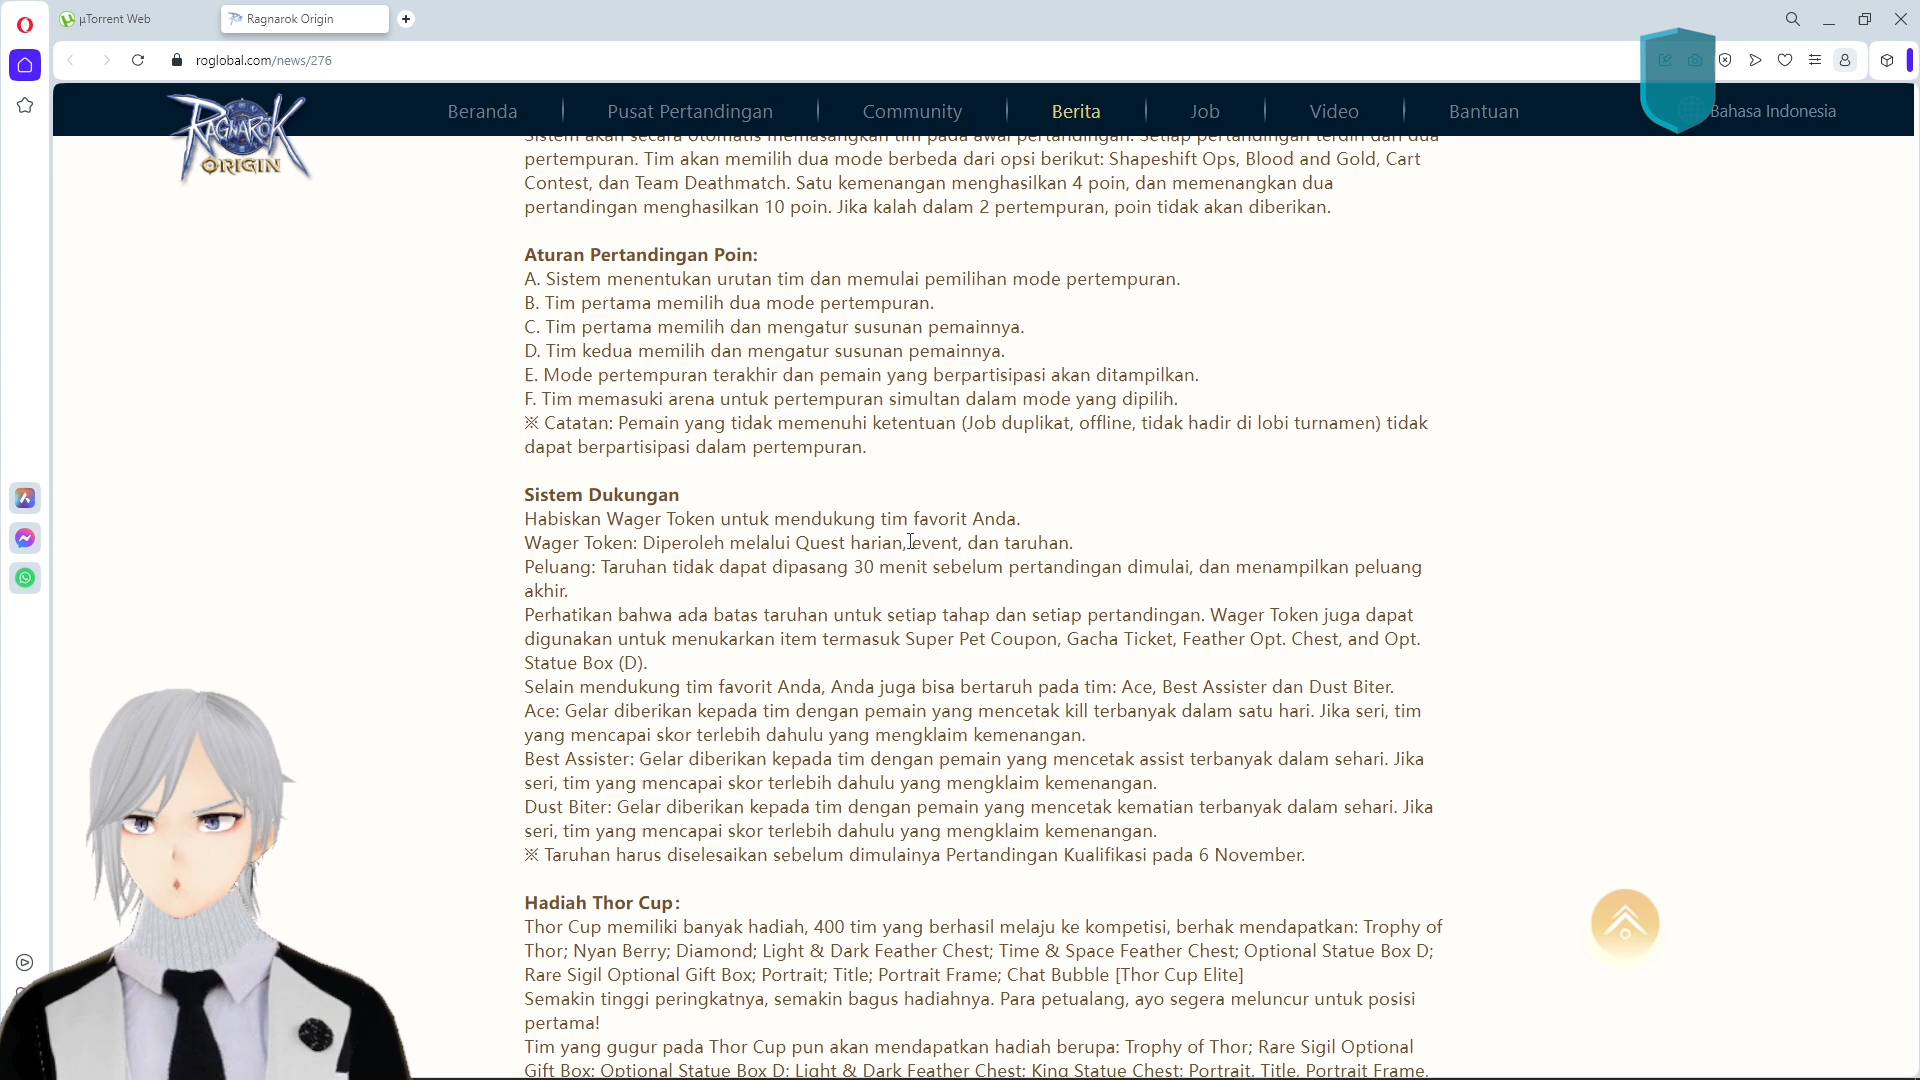 µTorrent Web
Ragnarok Origin
roglobal.com/news/276
RAGNAROK
ORIGIN
Beranda
Pusat Pertandingan
Community
Berita
Job
Video
Bantuan
Bahasa Indonesia
Sistem akan secara otomatis memasangkan tim pada awal pertandingan. Setiap pertandingan terdiri dari dua
pertempuran. Tim akan memilih dua mode berbeda dari opsi berikut: Shapeshift Ops, Blood and Gold, Cart
Contest, dan Team Deathmatch. Satu kemenangan menghasilkan 4 poin, dan memenangkan dua
pertandingan menghasilkan 10 poin. Jika kalah dalam 2 pertempuran, poin tidak akan diberikan.
Aturan Pertandingan Poin:
A. Sistem menentukan urutan tim dan memulai pemilihan mode pertempuran.
B. Tim pertama memilih dua mode pertempuran.
C. Tim pertama memilih dan mengatur susunan pemainnya.
D. Tim kedua memilih dan mengatur susunan pemainnya.
E. Mode pertempuran terakhir dan pemain yang berpartisipasi akan ditampilkan.
F. Tim memasuki arena untuk pertempuran simultan dalam mode yang dipilih.
※ Catatan: Pemain yang tidak memenuhi ketentuan (Job duplikat, offline, tidak hadir di lobi turnamen) tidak
dapat berpartisipasi dalam pertempuran.
Sistem Dukungan
Habiskan Wager Token untuk mendukung tim favorit Anda.
Wager Token: Diperoleh melalui Quest harian, event, dan taruhan.
Peluang: Taruhan tidak dapat dipasang 30 menit sebelum pertandingan dimulai, dan menampilkan peluang
akhir.
Perhatikan bahwa ada batas taruhan untuk setiap tahap dan setiap pertandingan. Wager Token juga dapat
digunakan untuk menukarkan item termasuk Super Pet Coupon, Gacha Ticket, Feather Opt. Chest, and Opt.
Statue Box (D).
Selain mendukung tim favorit Anda, Anda juga bisa bertaruh pada tim: Ace, Best Assister dan Dust Biter.
Ace: Gelar diberikan kepada tim dengan pemain yang mencetak kill terbanyak dalam satu hari. Jika seri, tim
yang mencapai skor terlebih dahulu yang mengklaim kemenangan.
Best Assister: Gelar diberikan kepada tim dengan pemain yang mencetak assist terbanyak dalam sehari. Jika
seri, tim yang mencapai skor terlebih dahulu yang mengklaim kemenangan.
Dust Biter: Gelar diberikan kepada tim dengan pemain yang mencetak kematian terbanyak dalam sehari. Jika
seri, tim yang mencapai skor terlebih dahulu yang mengklaim kemenangan.
※ Taruhan harus diselesaikan sebelum dimulainya Pertandingan Kualifikasi pada 6 November.
Hadiah Thor Cup:
Thor Cup memiliki banyak hadiah, 400 tim yang berhasil melaju ke kompetisi, berhak mendapatkan: Trophy of
Thor; Nyan Berry; Diamond; Light & Dark Feather Chest; Time & Space Feather Chest; Optional Statue Box D;
Rare Sigil Optional Gift Box; Portrait; Title; Portrait Frame; Chat Bubble [Thor Cup Elite]
Semakin tinggi peringkatnya, semakin bagus hadiahnya. Para petualang, ayo segera meluncur untuk posisi
pertama!
Tim yang gugur pada Thor Cup pun akan mendapatkan hadiah berupa: Trophy of Thor; Rare Sigil Optional
Gift Box; Optional Statue Box D; Light & Dark Feather Chest; King Statue Chest; Portrait, Title, Portrait Frame,